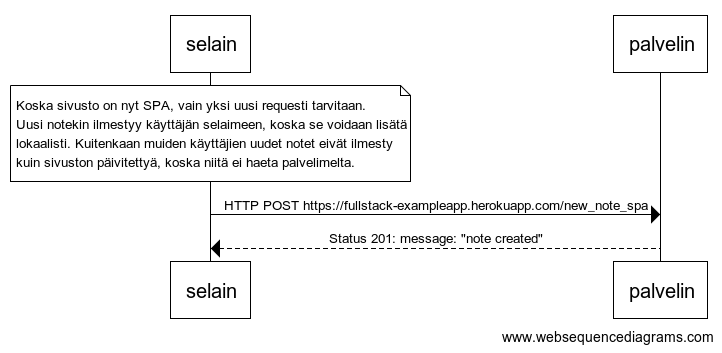 selain
palvelin
Koska sivusto on nyt SPA, vain yksi uusi requesti tarvitaan.
Uusi notekin ilmestyy käyttäjän selaimeen, koska se voidaan lisätä
lokaalisti. Kuitenkaan muiden käyttäjien uudet notet eivät ilmesty
kuin sivuston päivitettyä, koska niitä ei haeta palvelimelta.
HTTP POST https://fullstack-exampleapp.herokuapp.com/new_note_spa
Status 201: message: "note created"
selain
palvelin
www.websequencediagrams.com